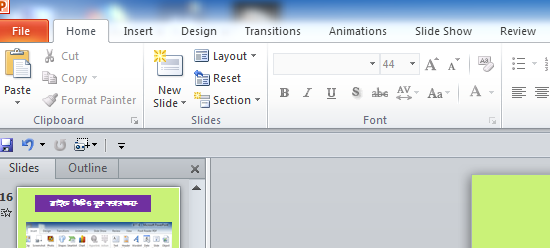 File Home Insert Design Transitions Animations Slide Show Review
Paste
Cut
Copy
Format Painter
Clipboard
New Slide
Layout
Reset
Section
Slides
44
A A
B I U S abc AV Aa A
Font
Slides Outline
16